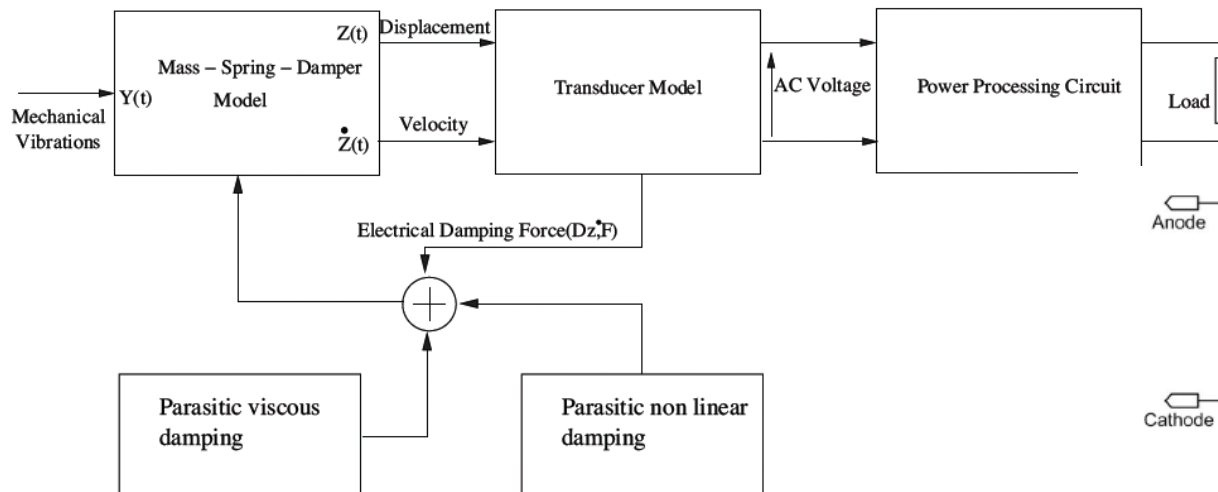 Z(t)
Displacement
Mass – Spring – Damper
Model
Y(t)
Mechanical
Vibrations
Velocity
Ż(t)
Transducer Model
AC Voltage
Power Processing Circuit
Load
Electrical Damping Force(Dż,F)
Anode
Cathode
Parasitic viscous
damping
Parasitic non linear
damping